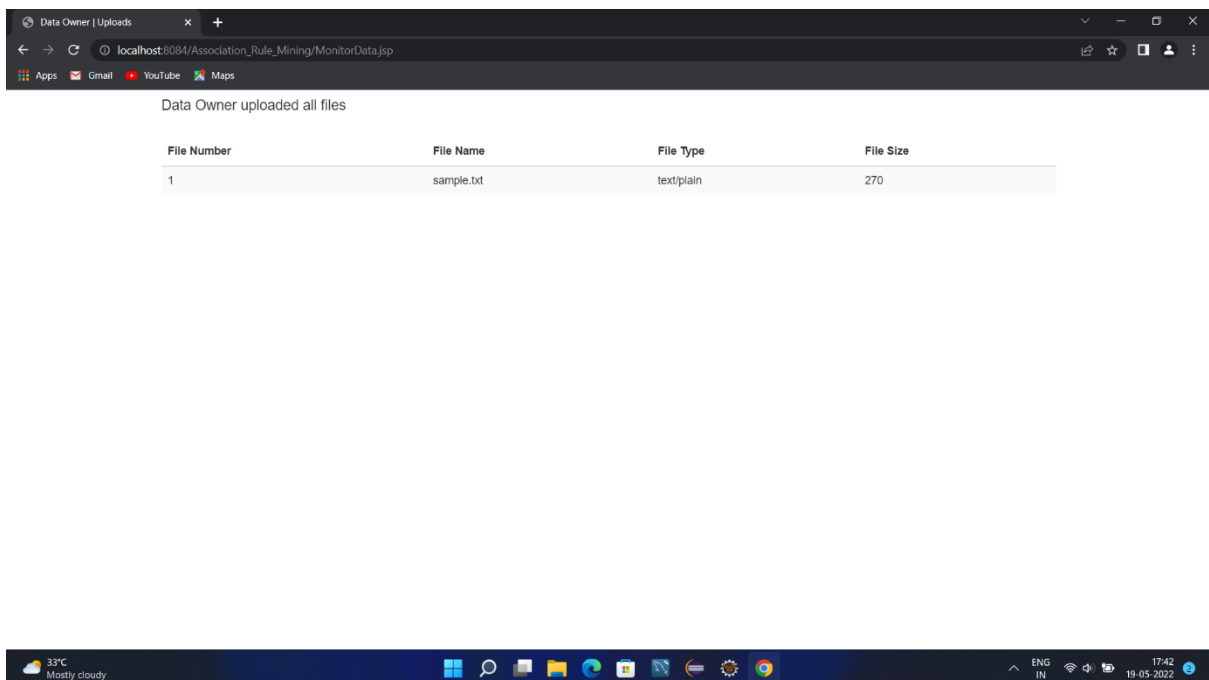 Data Owner | Uploads
localhost:8084/Association_Rule_Mining/MonitorData.jsp
Apps Gmail YouTube Maps
Data Owner uploaded all files
File Number File Name File Type File Size
1 sample.txt text/plain 270
33°C
Mostly cloudy
ENG
IN
17:42
19-05-2022
2